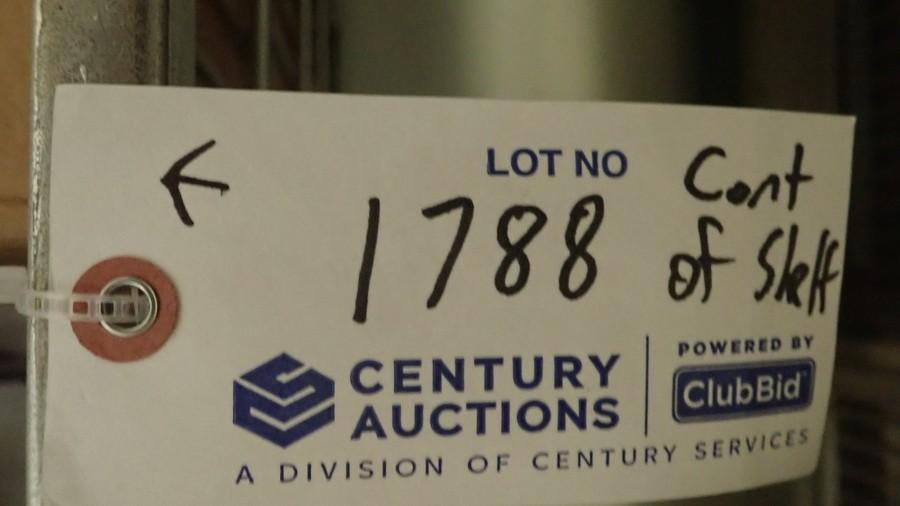 LOT NO
← 1788 Cont
of Shelf
CENTURY
AUCTIONS
POWERED BY
ClubBid
A DIVISION OF CENTURY SERVICES